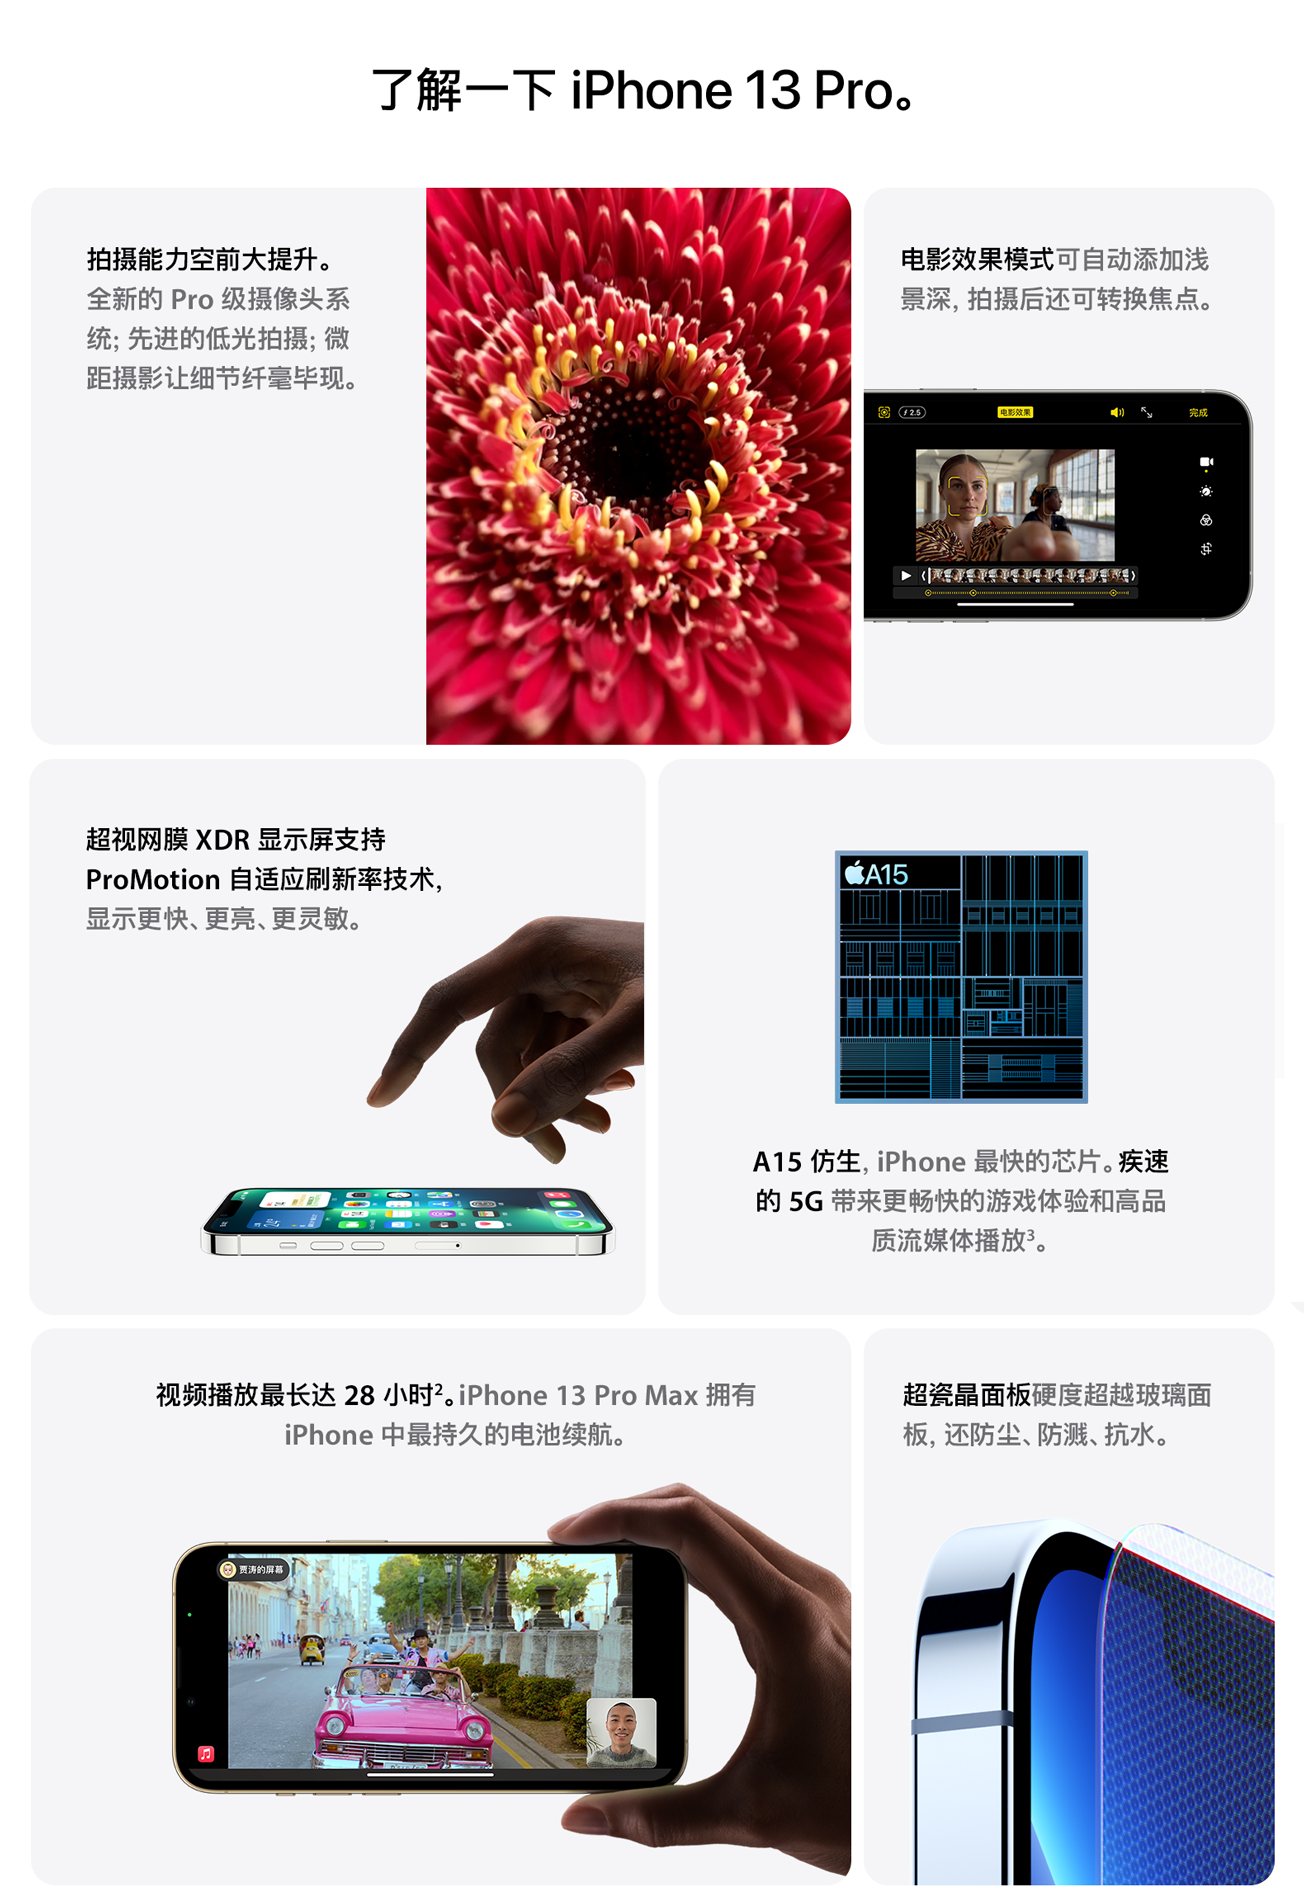 了解一下 iPhone 13 Pro。
拍摄能力空前大提升。
全新的 Pro 级摄像头系
统; 先进的低光拍摄; 微
距摄影让细节纤毫毕现。
电影效果模式可自动添加浅
景深, 拍摄后还可转换焦点。
ƒ 2.5
电影效果
完成
超视网膜 XDR 显示屏支持
ProMotion 自适应刷新率技术,
显示更快、更亮、更灵敏。
A15
A15 仿生, iPhone 最快的芯片。疾速
的 5G 带来更畅快的游戏体验和高品
质流媒体播放³。
视频播放最长达 28 小时²。iPhone 13 Pro Max 拥有
iPhone 中最持久的电池续航。
贾涛的屏幕
超瓷晶面板硬度超越玻璃面
板, 还防尘、防溅、抗水。